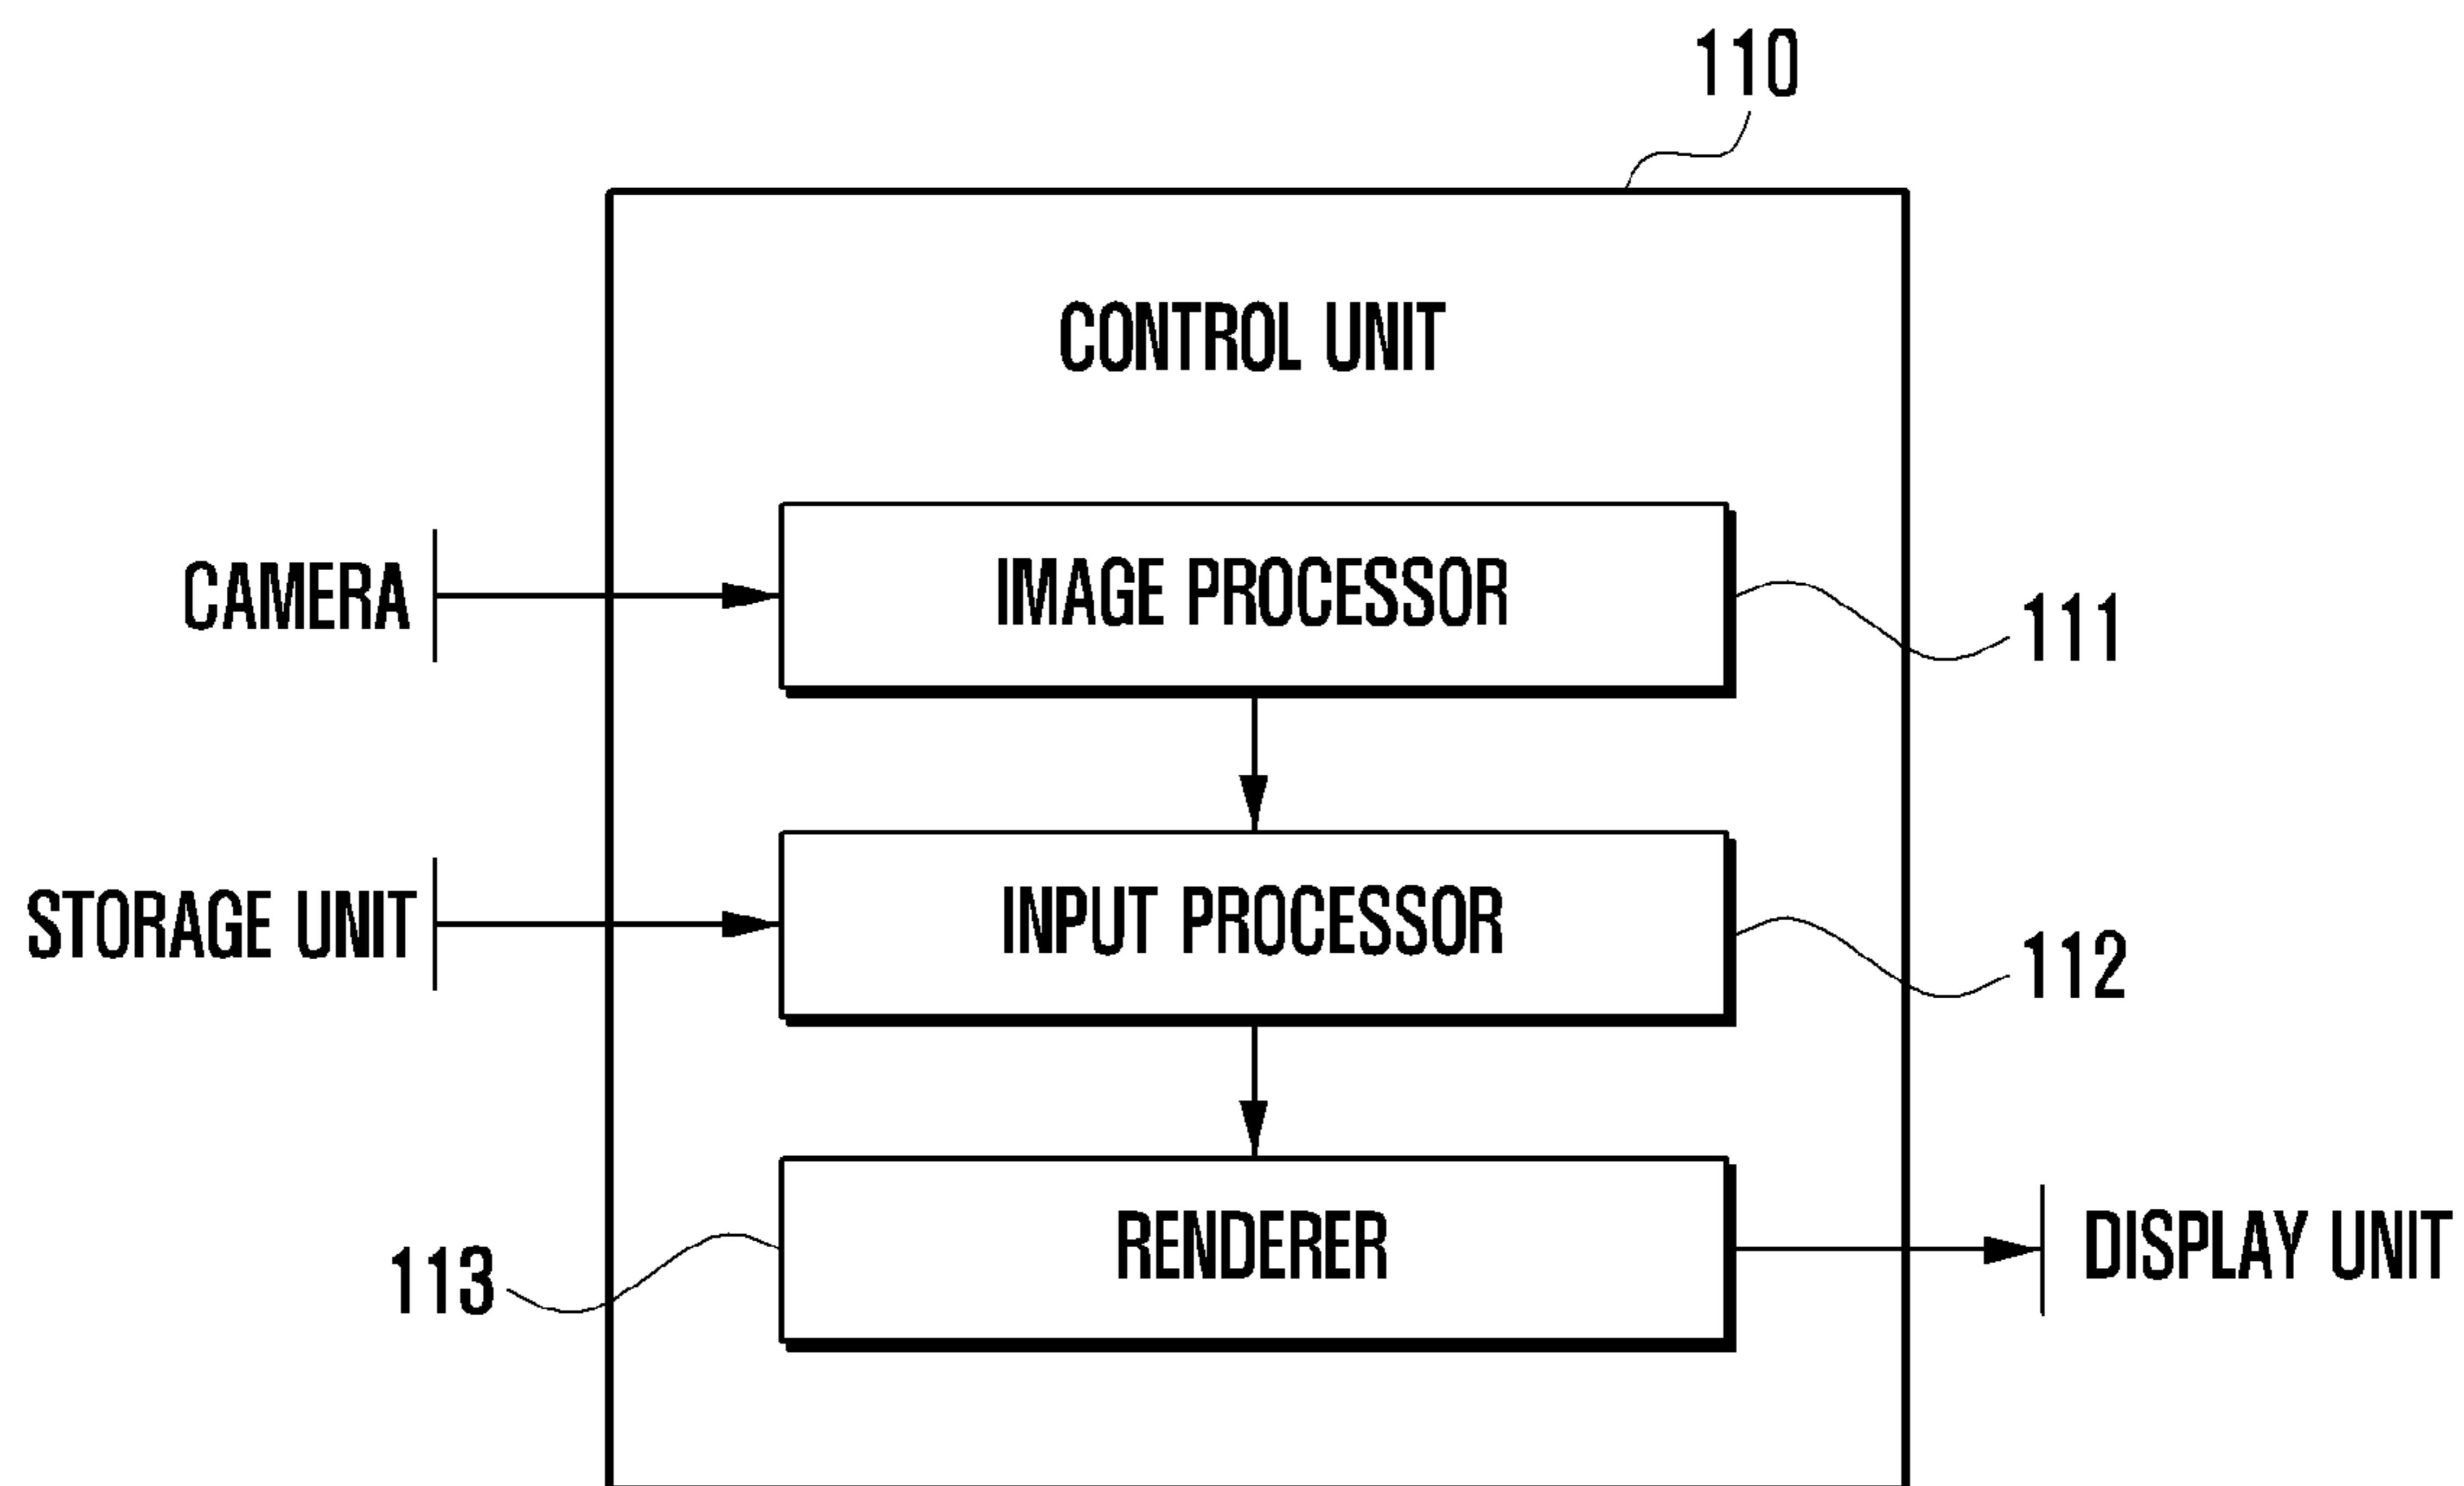 110
CONTROL UNIT
CAMERA
IMAGE PROCESSOR
111
STORAGE UNIT
INPUT PROCESSOR
112
113
RENDERER
DISPLAY UNIT